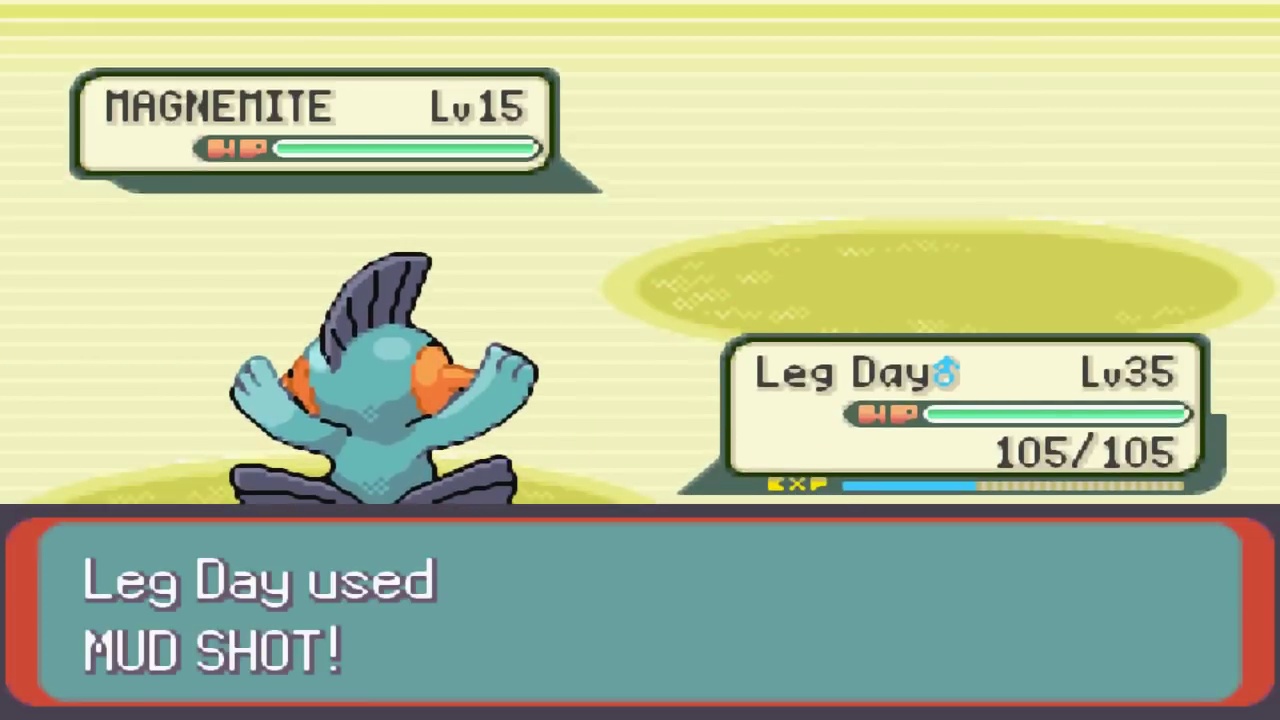 MAGNEMITE Lv15
HP
Leg Day♂ Lv35
HP
105/105
EXP
Leg Day used
MUD SHOT!